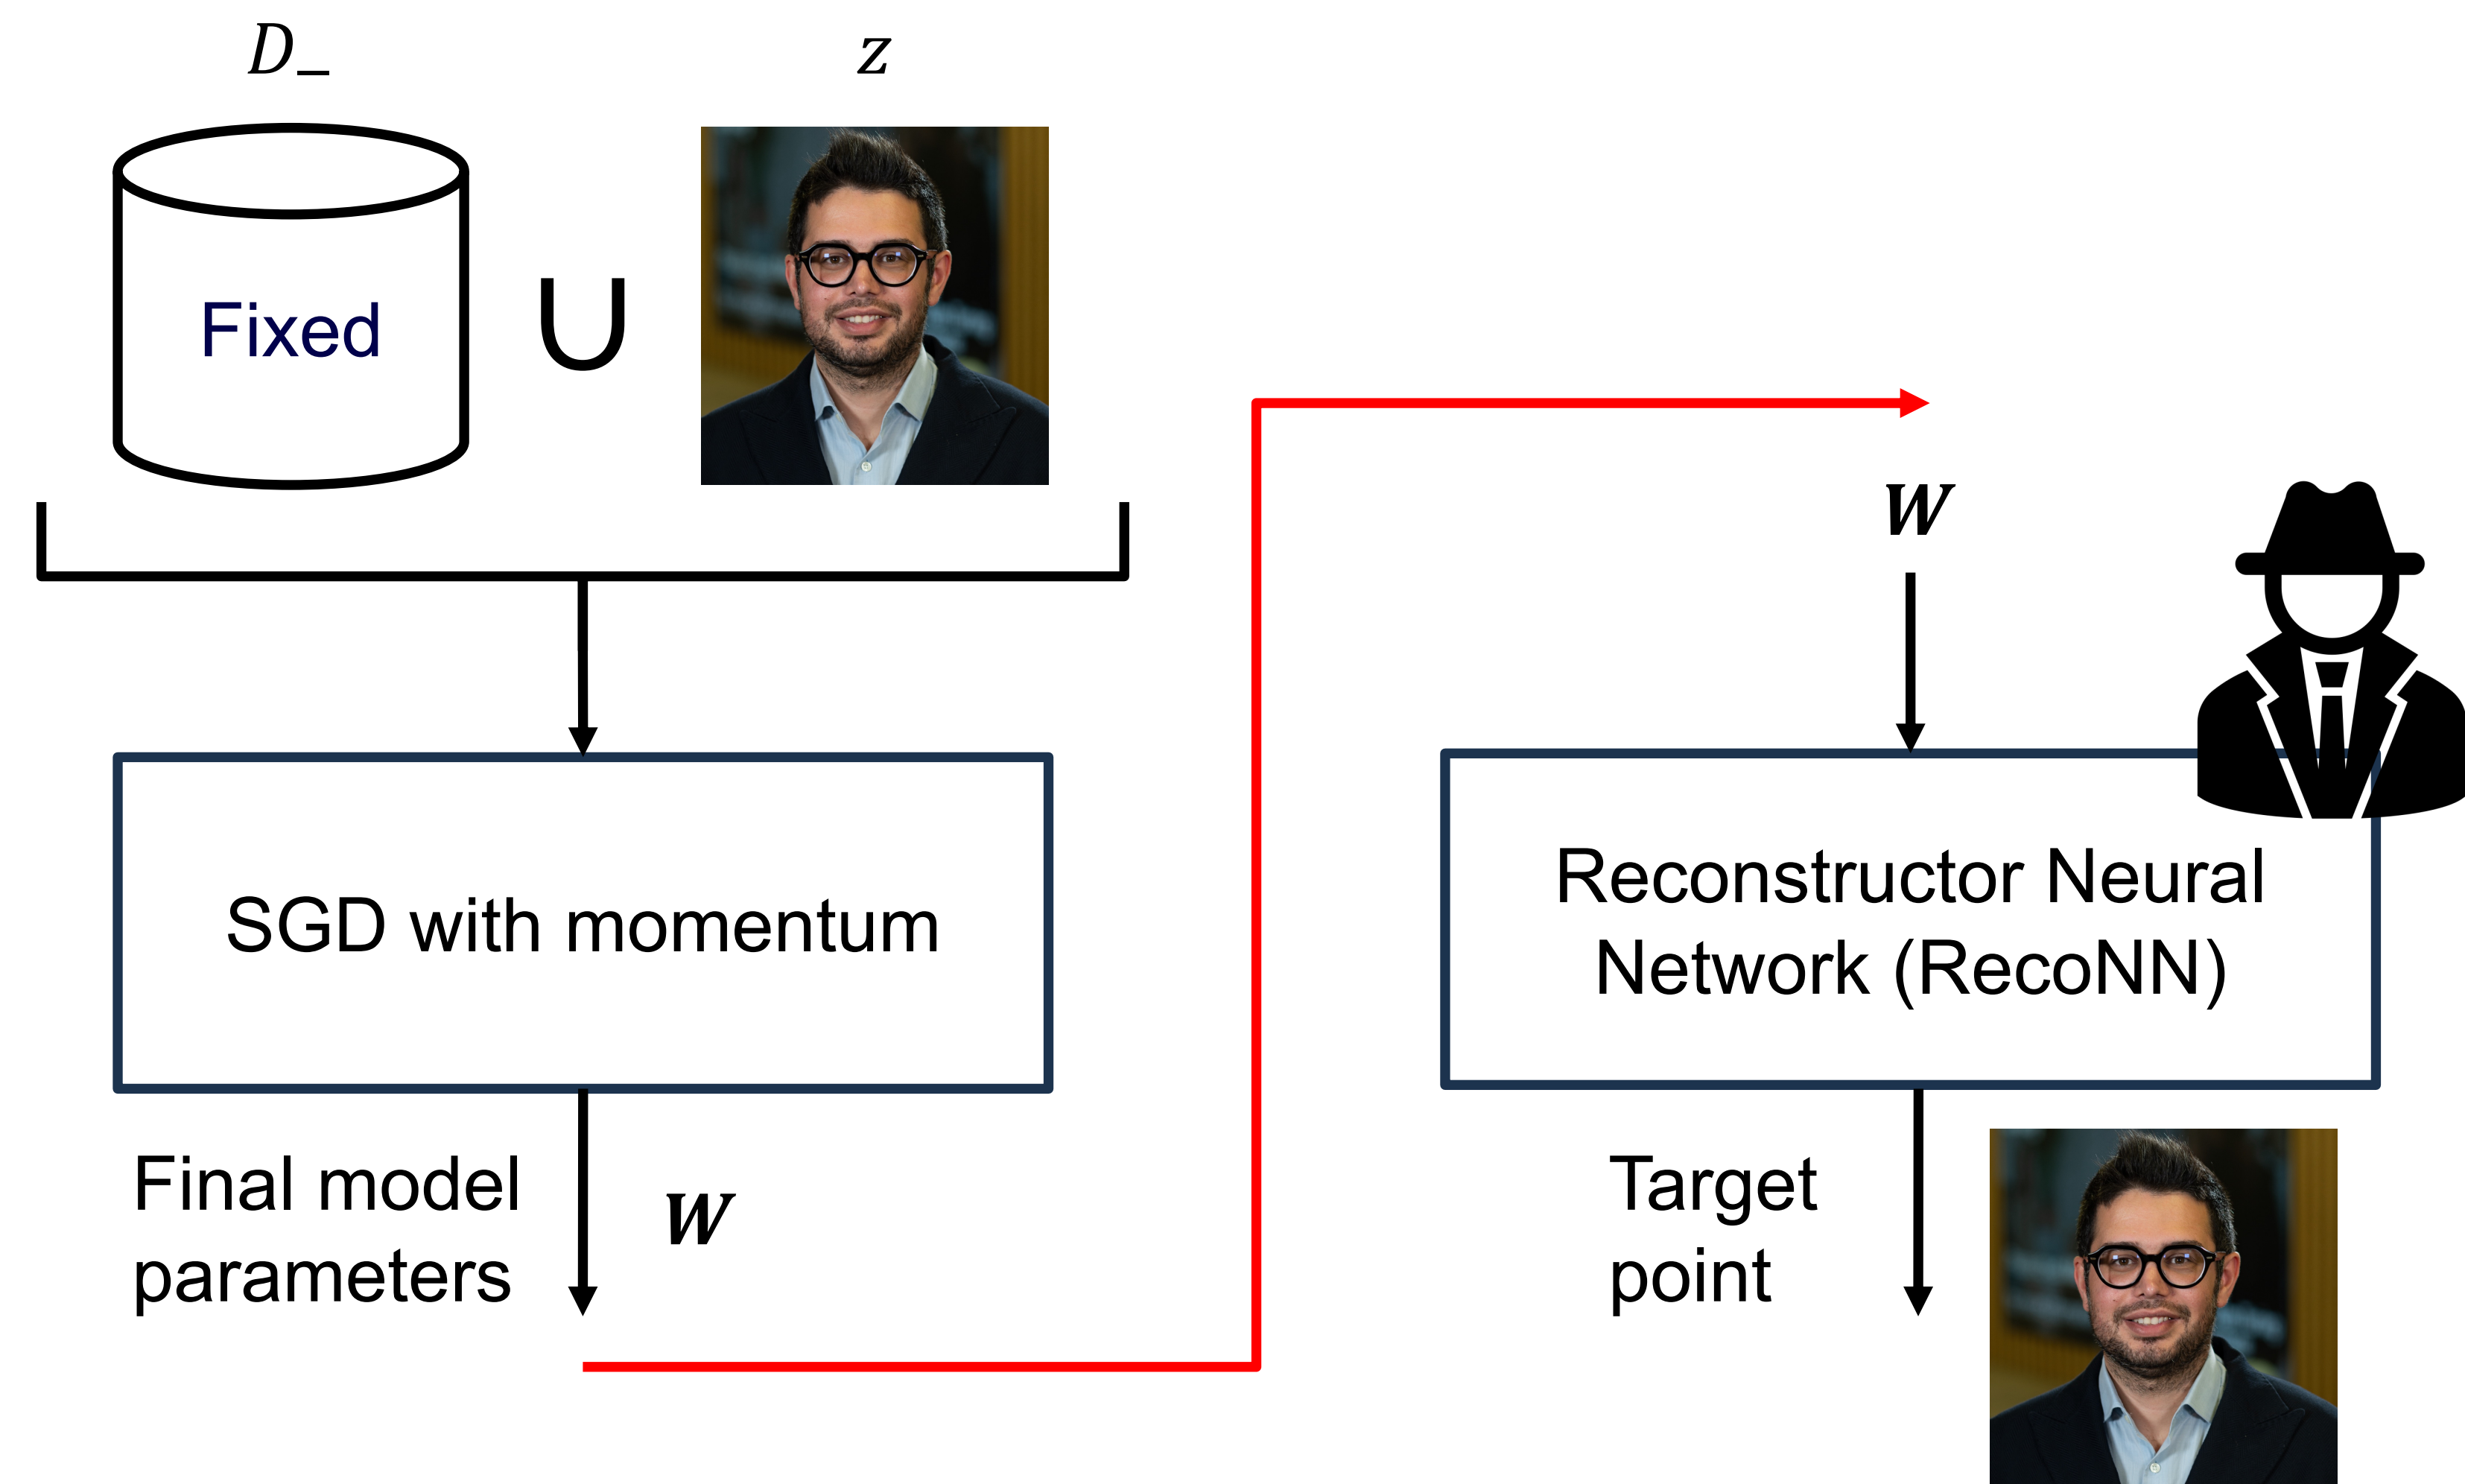 D_
z
Fixed
∪
SGD with momentum
Final model
parameters
W
W
Reconstructor Neural
Network (RecoNN)
Target
point